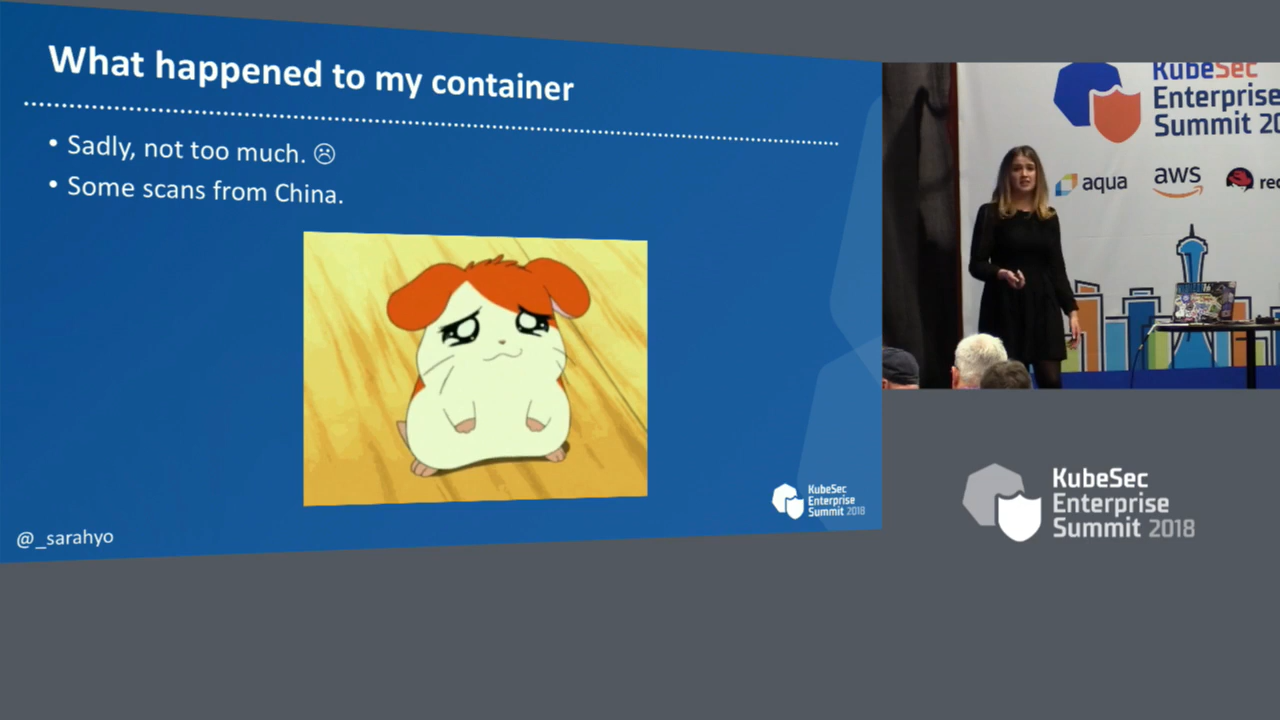 What happened to my container
• Sadly, not too much. ☹
• Some scans from China.
KubeSec
Enterprise
Summit 2018
@_sarahyo
KubeSec
Enterprise
Summit
aqua
aws
KubeSec
Enterprise
Summit 2018